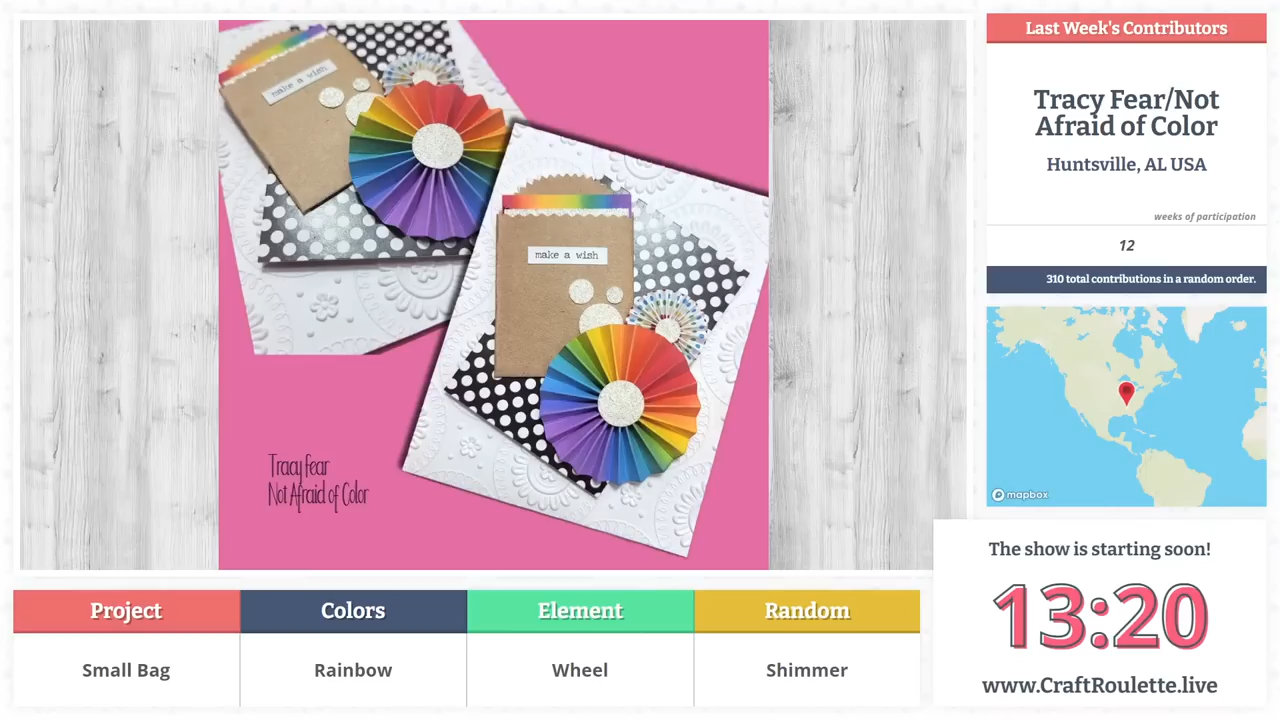 make a wish
make a wish
Tracy fear
Not Afraid of Color
Last Week's Contributors
Tracy Fear/Not
Afraid of Color
Huntsville, AL USA
weeks of participation
12
310 total contributions in a random order.
mapbox
The show is starting soon!
13:20
www.CraftRoulette.live
Project
Colors
Element
Random
Small Bag
Rainbow
Wheel
Shimmer